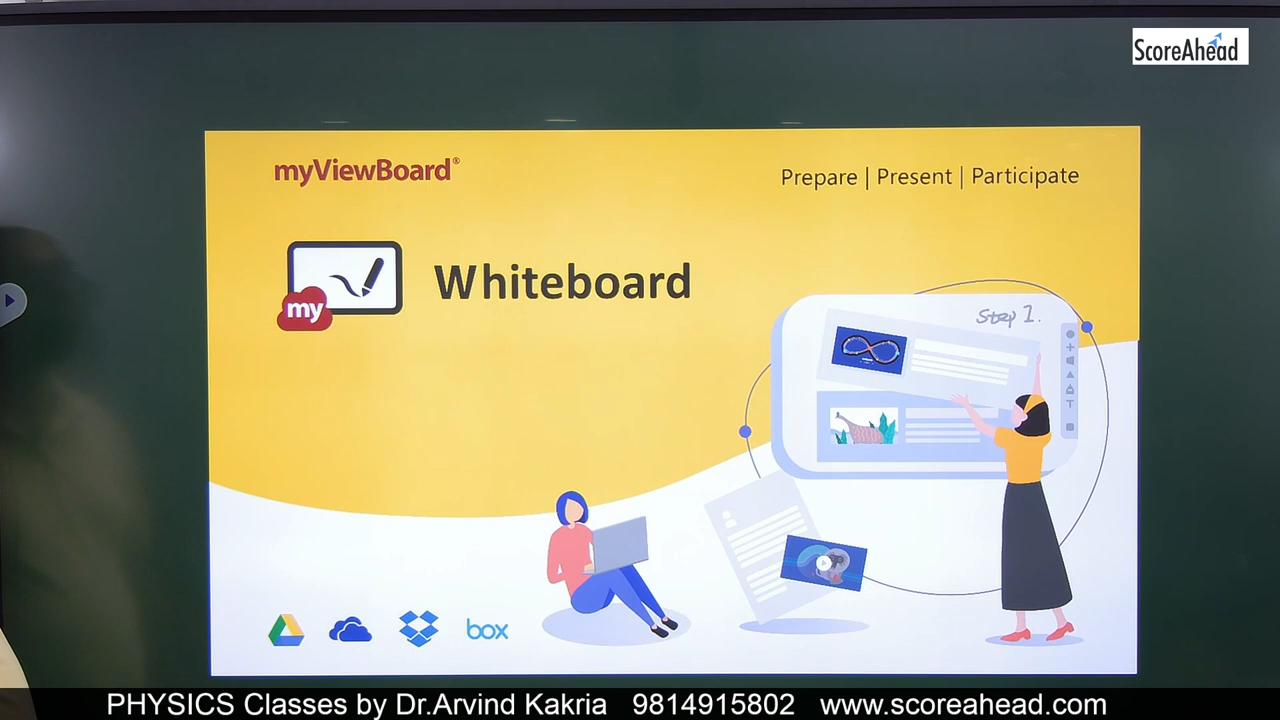 ScoreAhead
myViewBoard®
Prepare | Present | Participate
my
Whiteboard
Step 1.
T
box
PHYSICS Classes by Dr.Arvind Kakria 9814915802 www.scoreahead.com